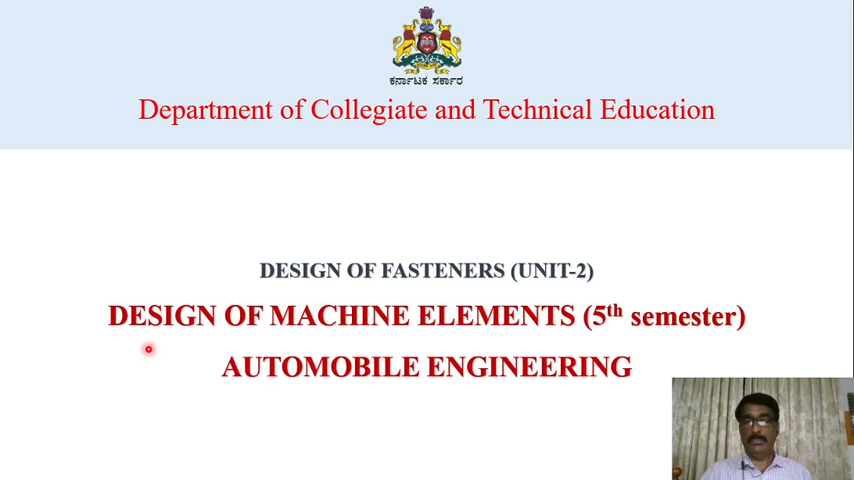 ಕರ್ನಾಟಕ ಸರ್ಕಾರ
Department of Collegiate and Technical Education
DESIGN OF FASTENERS (UNIT-2)
DESIGN OF MACHINE ELEMENTS (5th semester)
AUTOMOBILE ENGINEERING